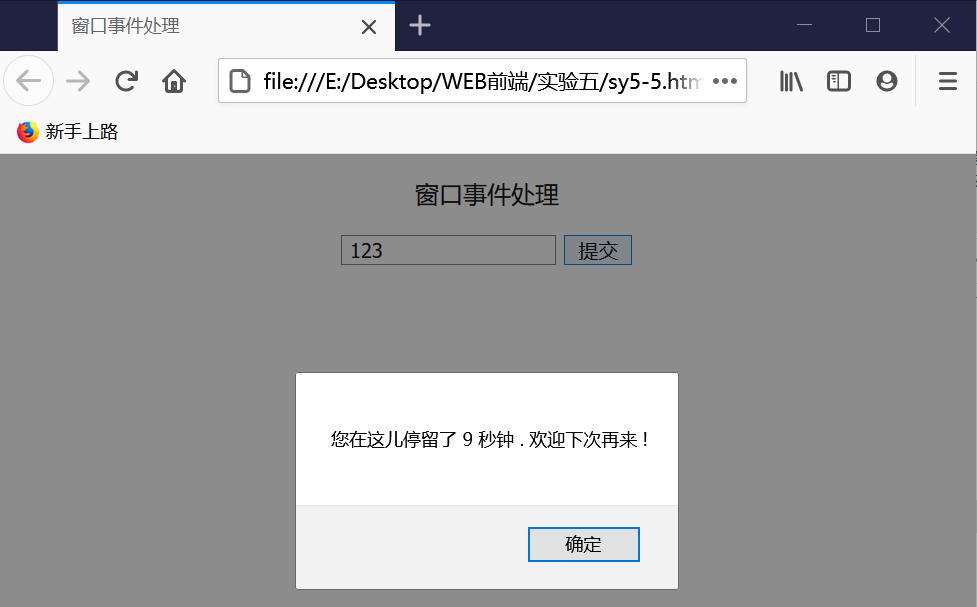 窗口事件处理
file:///E:/Desktop/WEB前端/实验五/sy5-5.htm
新手上路
窗口事件处理
123 提交
您在这儿停留了 9 秒钟 . 欢迎下次再来 !
确定